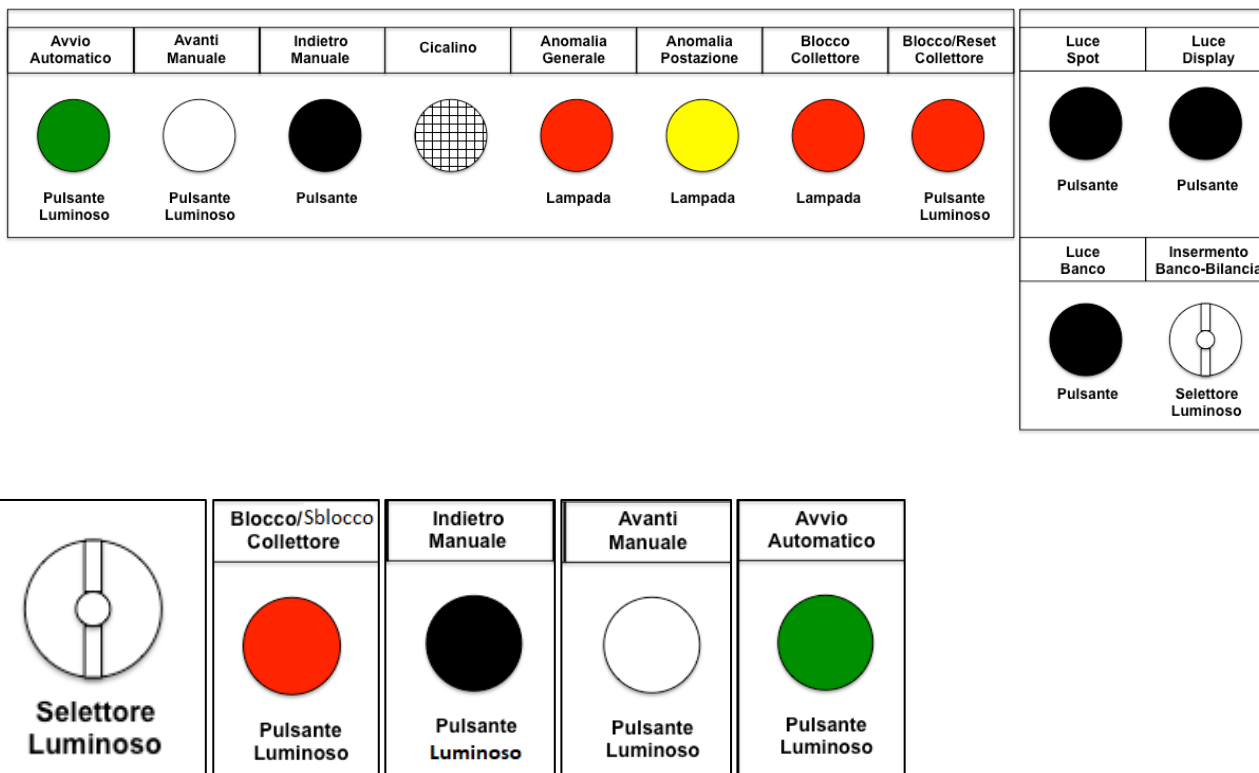 Avvio
Automatico
Avanti
Manuale
Indietro
Manuale
Cicalino
Anomalia
Generale
Anomalia
Postazione
Blocco
Collettore
Blocco/Reset
Collettore
Pulsante
Luminoso
Pulsante
Luminoso
Pulsante
Lampada
Lampada
Lampada
Pulsante
Luminoso
Luce
Spot
Luce
Display
Pulsante
Pulsante
Luce
Banco
Insermento
Banco-Bilancia
Pulsante
Selettore
Luminoso
Selettore
Luminoso
Blocco/Sblocco
Collettore
Pulsante
Luminoso
Indietro
Manuale
Pulsante
Luminoso
Avanti
Manuale
Pulsante
Luminoso
Avvio
Automatico
Pulsante
Luminoso